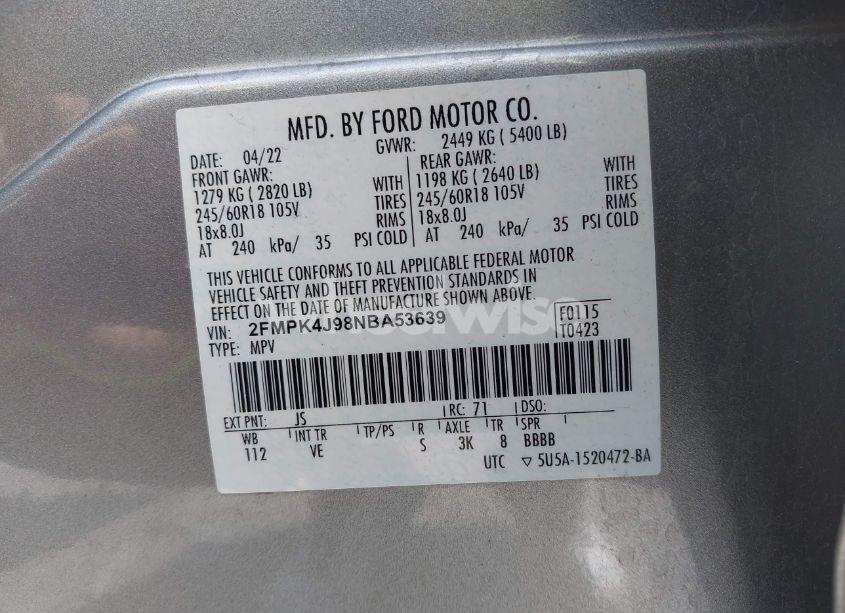 MFD. BY FORD MOTOR CO.
DATE: 04/22 GVWR: 2449 KG ( 5400 LB)
FRONT GAWR: REAR GAWR:
1279 KG ( 2820 LB) WITH 1198 KG ( 2640 LB) WITH
245/60R18 105V TIRES 245/60R18 105V TIRES
18x8.0J RIMS 18x8.0J RIMS
AT 240 kPa/ 35 PSI COLD AT 240 kPa/ 35 PSI COLD
THIS VEHICLE CONFORMS TO ALL APPLICABLE FEDERAL MOTOR
VEHICLE SAFETY AND THEFT PREVENTION STANDARDS IN
EFFECT ON THE DATE OF MANUFACTURE SHOWN ABOVE.
VIN: 2FMPK4J98NBA53639 F0115
TYPE: MPV T0423
EXT PNT: JS RC: 71 DSO:
WB INT TR TP/PS R AXLE TR SPR
112 VE S 3K 8 BBBB
UTC ▽ 5U5A-1520472-BA